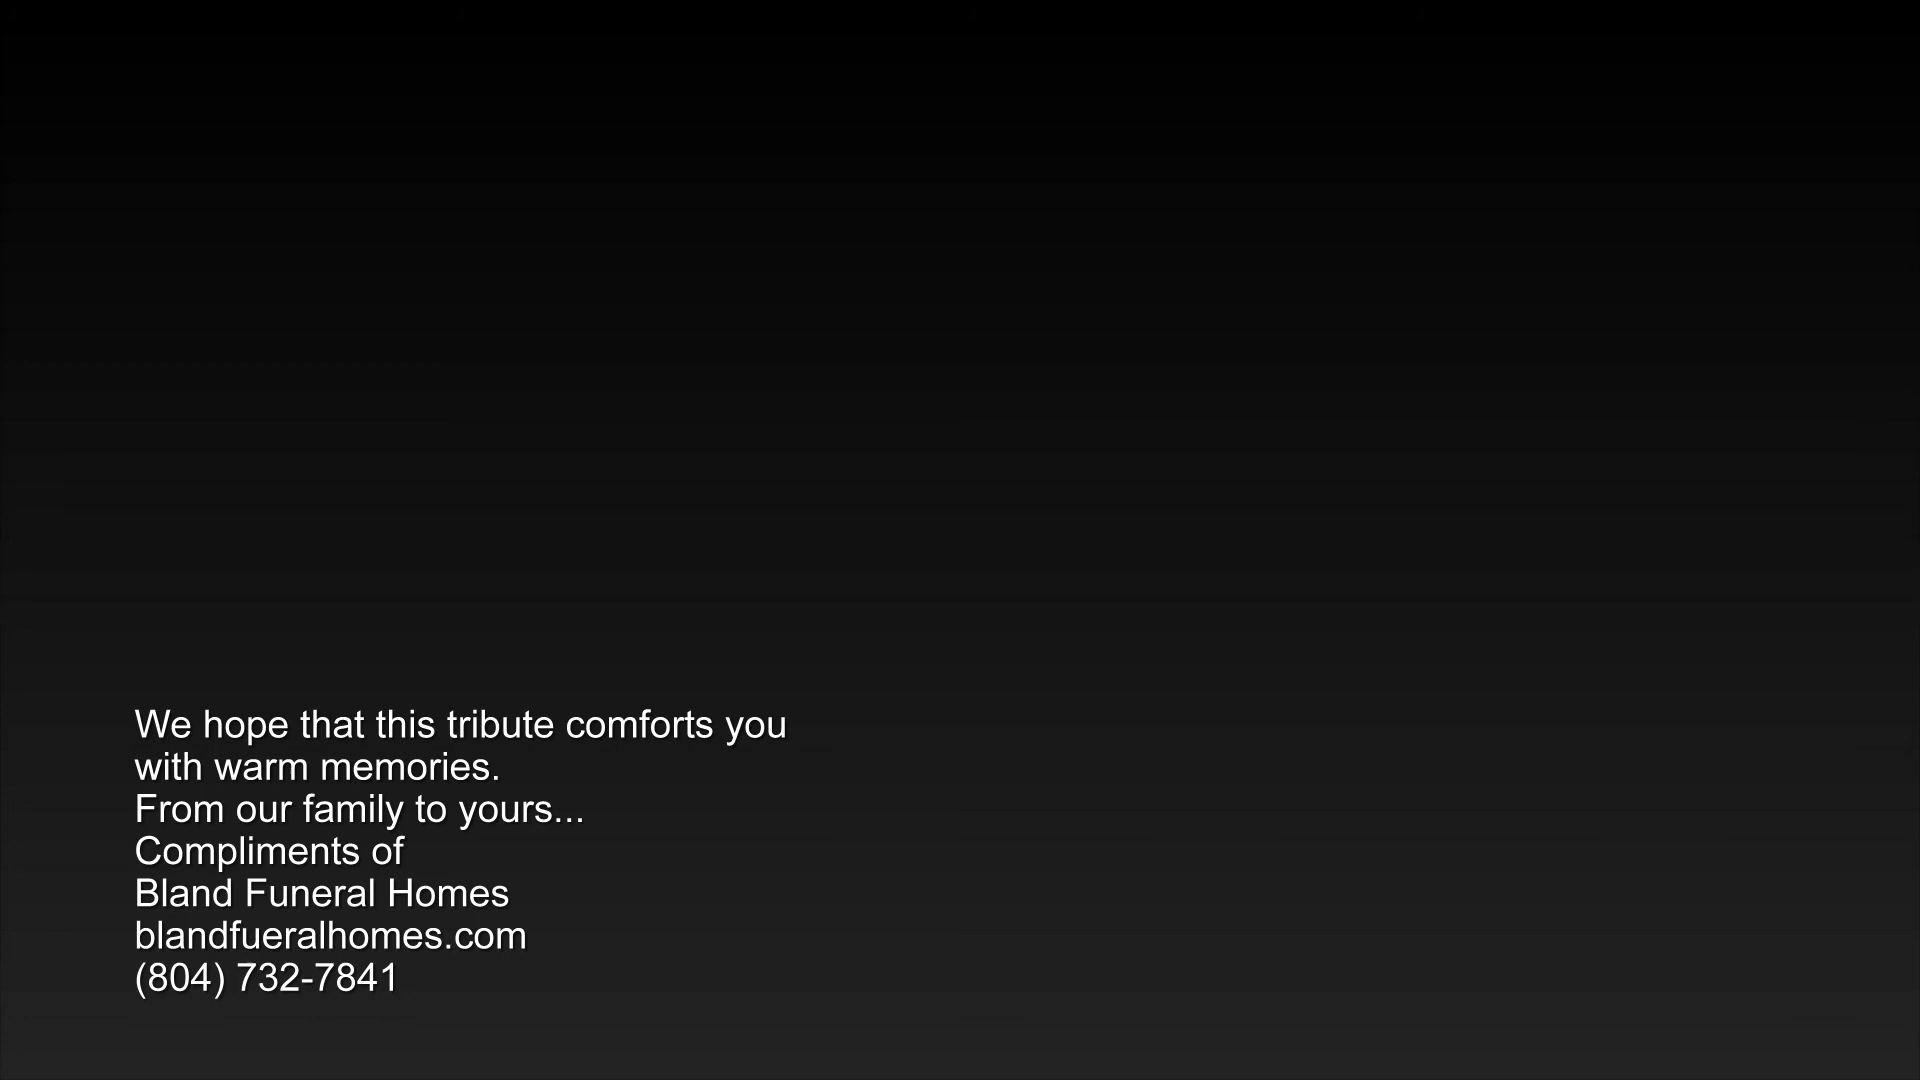 We hope that this tribute comforts you
with warm memories.
From our family to yours...
Compliments of
Bland Funeral Homes
blandfueralhomes.com
(804) 732-7841